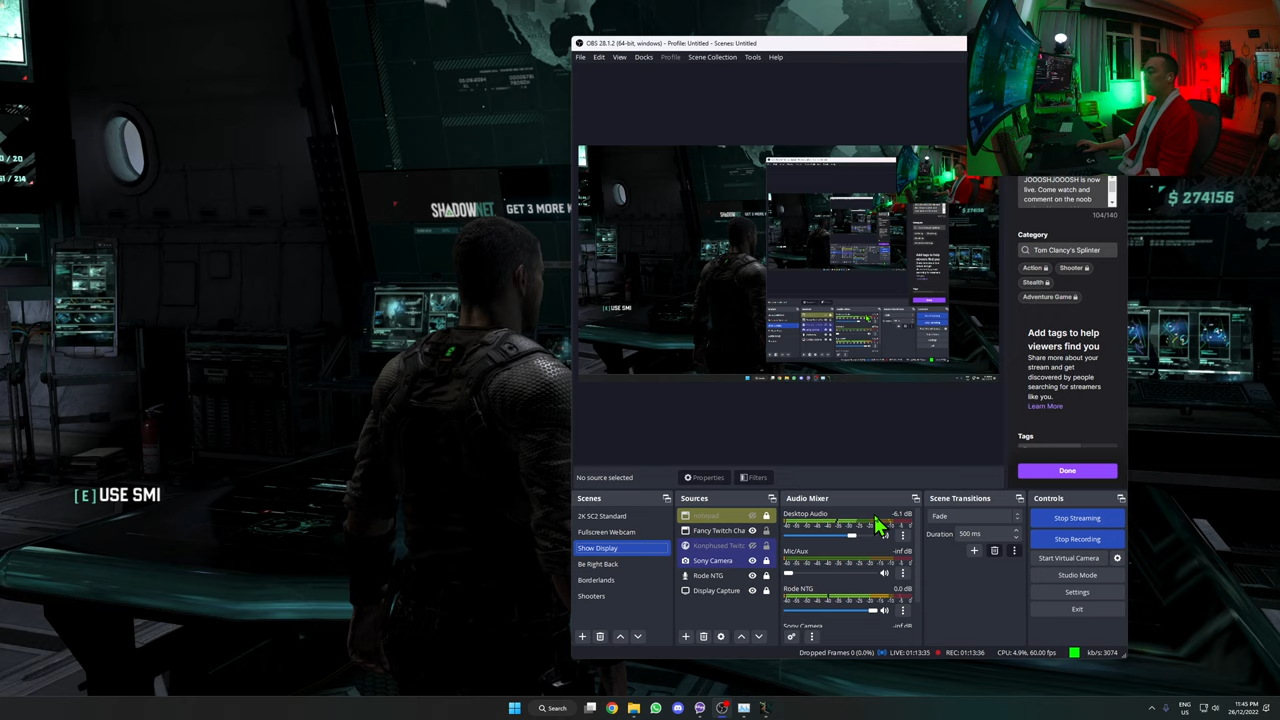 OBS 28.1.2 (64-bit, windows) - Profile: Untitled - Scenes: Untitled
File Edit View Docks Profile Scene Collection Tools Help
0 / 20
61 / 214
SHADOWNET GET 3 MORE K
$ 274156
[E] USE SMI
JOOOSHJOOOSH is now
live. Come watch and
comment on the noob
104/140
Category
Tom Clancy's Splinter
Action
Shooter
Stealth
Adventure Game
Add tags to help
viewers find you
Share more about your
stream and get
discovered by people
searching for streamers
like you.
Learn More
Tags
Done
No source selected
Properties
Filters
Scenes
2K SC2 Standard
Fullscreen Webcam
Show Display
Be Right Back
Borderlands
Shooters
Sources
notepad
Fancy Twitch Cha
Konphused Twitc
Sony Camera
Rode NTG
Display Capture
Audio Mixer
Desktop Audio -6.1 dB
Mic/Aux -inf dB
Rode NTG 0.0 dB
Sony Camera -inf dB
Scene Transitions
Fade
Duration 500 ms
Controls
Stop Streaming
Stop Recording
Start Virtual Camera
Studio Mode
Settings
Exit
Dropped Frames 0 (0.0%) LIVE: 01:13:35 REC: 01:13:36 CPU: 4.9%, 60.00 fps kb/s: 3074
Search
ENG
US
11:45 PM
26/12/2022